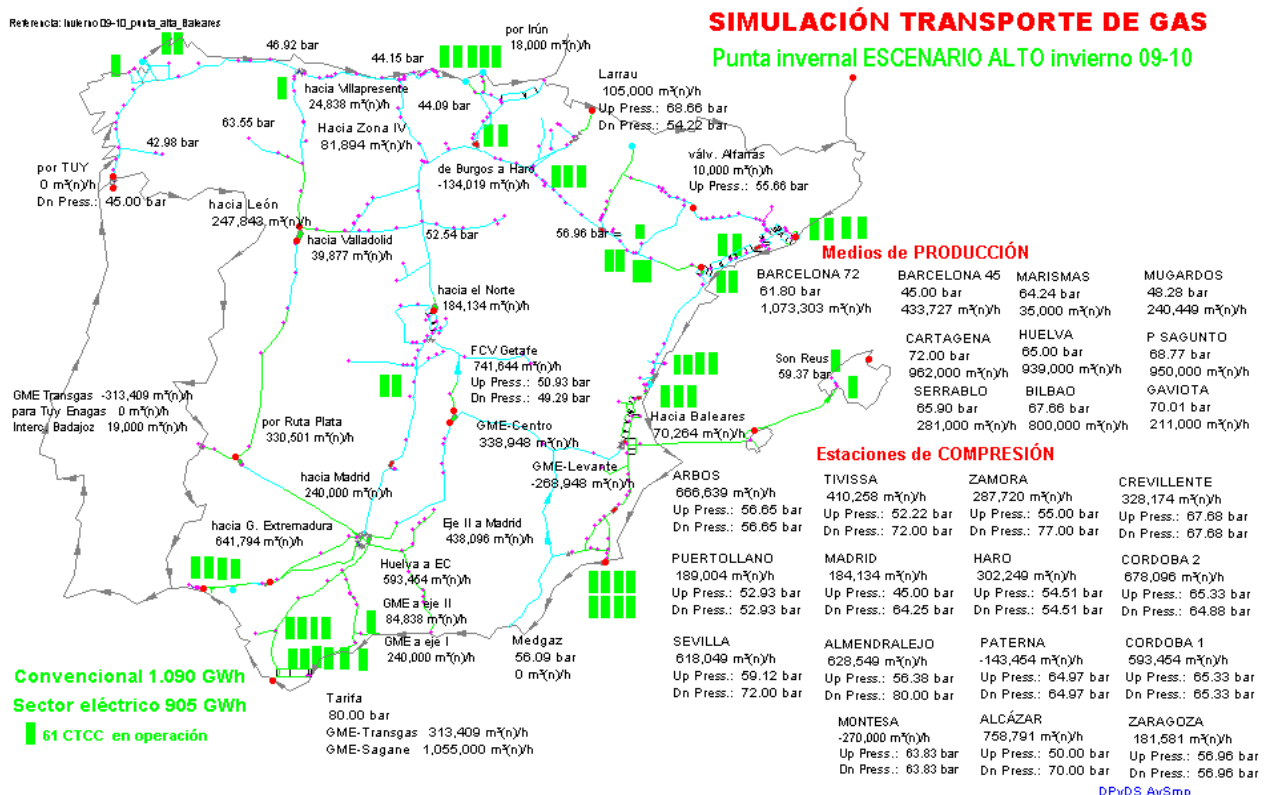 Referencia: Invierno 09-10_punta_alta_Baleares
SIMULACIÓN TRANSPORTE DE GAS
Punta invernal ESCENARIO ALTO invierno 09-10
46.92 bar
44.15 bar
por Irún
18,000 m³(n)/h
Larrau
105,000 m³(n)/h
Up Press.: 68.66 bar
Dn Press.: 54.22 bar
hacia Villapresente
24,838 m³(n)/h
44.09 bar
63.55 bar
Hacia Zona IV
81,894 m³(n)/h
42.98 bar
por TUY
0 m³(n)/h
Dn Press.: 45.00 bar
de Burgos a Haro
-134,019 m³(n)/h
válv. Alfarrás
10,000 m³(n)/h
Up Press.: 55.66 bar
hacia León
247,843 m³(n)/h
hacia Valladolid
39,877 m³(n)/h
52.54 bar
56.96 bar
hacia el Norte
184,134 m³(n)/h
FCV Getafe
741,644 m³(n)/h
Up Press.: 50.93 bar
Dn Press.: 49.29 bar
Son Reus
59.37 bar
GME Transgas -313,409 m³(n)/h
para Tuy Enagas 0 m³(n)/h
Interc. Badajoz 19,000 m³(n)/h
por Ruta Plata
330,501 m³(n)/h
GME-Centro
338,948 m³(n)/h
Hacia Baleares
70,264 m³(n)/h
GME-Levante
-268,948 m³(n)/h
hacia Madrid
240,000 m³(n)/h
hacia G. Extremadura
641,794 m³(n)/h
Eje II a Madrid
438,096 m³(n)/h
Huelva a EC
593,454 m³(n)/h
GME a eje II
84,838 m³(n)/h
GME a eje I
240,000 m³(n)/h
Medgaz
56.09 bar
0 m³(n)/h
Tarifa
80.00 bar
GME-Transgas 313,409 m³(n)/h
GME-Sagane 1,055,000 m³(n)/h
Convencional 1.090 GWh
Sector eléctrico 905 GWh
61 CTCC en operación
Medios de PRODUCCIÓN
BARCELONA 72
61.80 bar
1,073,303 m³(n)/h
BARCELONA 45
45.00 bar
433,727 m³(n)/h
MARISMAS
64.24 bar
35,000 m³(n)/h
MUGARDOS
48.28 bar
240,449 m³(n)/h
CARTAGENA
72.00 bar
962,000 m³(n)/h
HUELVA
65.00 bar
939,000 m³(n)/h
P SAGUNTO
68.77 bar
950,000 m³(n)/h
SERRABLO
65.90 bar
281,000 m³(n)/h
BILBAO
67.66 bar
800,000 m³(n)/h
GAVIOTA
70.01 bar
211,000 m³(n)/h
Estaciones de COMPRESIÓN
ARBOS
666,639 m³(n)/h
Up Press.: 56.65 bar
Dn Press.: 56.65 bar
TIVISSA
410,258 m³(n)/h
Up Press.: 52.22 bar
Dn Press.: 72.00 bar
ZAMORA
287,720 m³(n)/h
Up Press.: 55.00 bar
Dn Press.: 77.00 bar
CREVILLENTE
328,174 m³(n)/h
Up Press.: 67.68 bar
Dn Press.: 67.68 bar
PUERTOLLANO
189,004 m³(n)/h
Up Press.: 52.93 bar
Dn Press.: 52.93 bar
MADRID
184,134 m³(n)/h
Up Press.: 45.00 bar
Dn Press.: 64.25 bar
HARO
302,249 m³(n)/h
Up Press.: 54.51 bar
Dn Press.: 54.51 bar
CORDOBA 2
678,096 m³(n)/h
Up Press.: 65.33 bar
Dn Press.: 64.88 bar
SEVILLA
618,049 m³(n)/h
Up Press.: 59.12 bar
Dn Press.: 72.00 bar
ALMENDRALEJO
628,549 m³(n)/h
Up Press.: 56.38 bar
Dn Press.: 80.00 bar
PATERNA
-143,454 m³(n)/h
Up Press.: 64.97 bar
Dn Press.: 64.97 bar
CORDOBA 1
593,454 m³(n)/h
Up Press.: 65.33 bar
Dn Press.: 65.33 bar
MONTESA
-270,000 m³(n)/h
Up Press.: 63.83 bar
Dn Press.: 63.83 bar
ALCÁZAR
758,791 m³(n)/h
Up Press.: 50.00 bar
Dn Press.: 70.00 bar
ZARAGOZA
181,581 m³(n)/h
Up Press.: 56.96 bar
Dn Press.: 56.96 bar
DPyDS AySmp